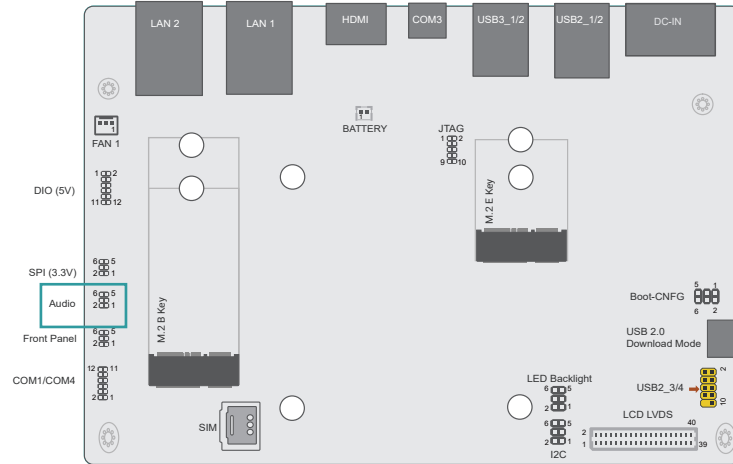 LAN 2
LAN 1
HDMI
COM3
USB3_1/2
USB2_1/2
DC-IN
1
FAN 1
1
BATTERY
JTAG
1 2
9 10
DIO (5V)
1 2
11 12
M.2 E Key
SPI (3.3V)
6 5
2 1
Audio
6 5
2 1
Front Panel
6 5
2 1
M.2 B Key
COM1/COM4
12 11
2 1
SIM
Boot-CNFG
5 1
6 2
USB 2.0
Download Mode
USB2_3/4
2
10
LED Backlight
6 5
2 1
6 5
2 1
I2C
LCD LVDS
40
2
1
39